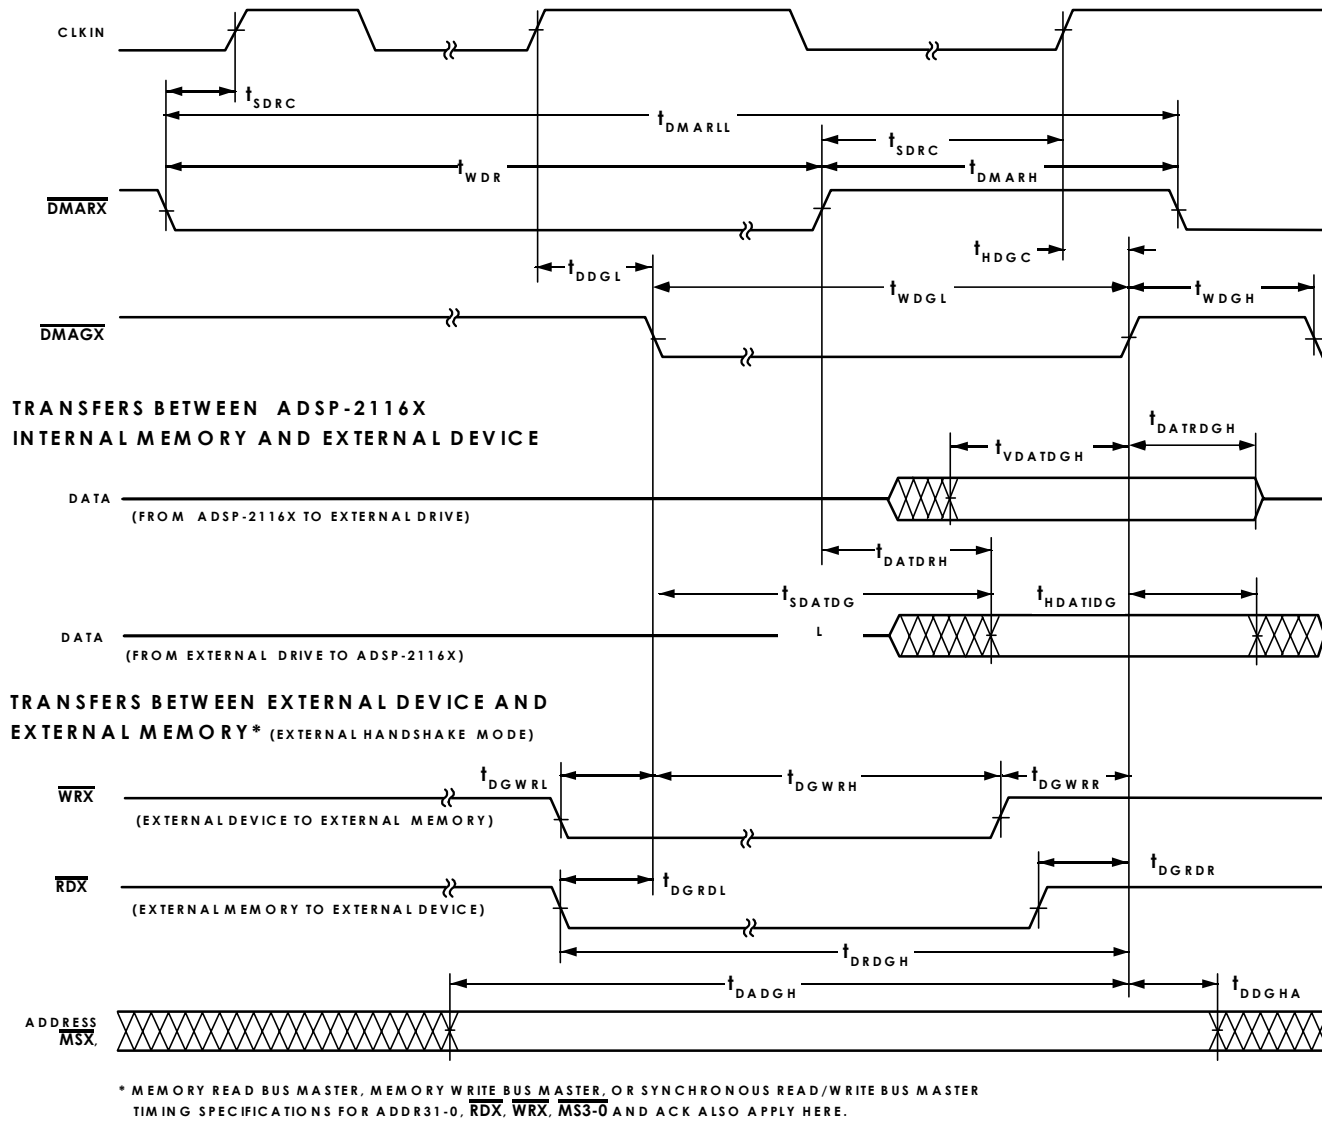 CLKIN
tSDRC
tDMARLL
tSDRC
tWDR
tDMARH
DMARX
tHDGC
tDDGL
tWDGL
tWDGH
DMAGX
TRANSFERS BETWEEN ADSP-2116X
INTERNAL MEMORY AND EXTERNAL DEVICE
tDATRDGH
tVDATDGH
DATA
(FROM ADSP-2116X TO EXTERNAL DRIVE)
tDATDRH
tSDATDG
L
tHDATIDG
DATA
(FROM EXTERNAL DRIVE TO ADSP-2116X)
TRANSFERS BETWEEN EXTERNAL DEVICE AND
EXTERNAL MEMORY* (EXTERNAL HANDSHAKE MODE)
tDGWRL
tDGWRH
tDGWRR
WRX
(EXTERNAL DEVICE TO EXTERNAL MEMORY)
tDGRDR
RDX
tDGRDL
(EXTERNAL MEMORY TO EXTERNAL DEVICE)
tDRDGH
tDADGH
tDDGHA
ADDRESS
MSX,
* MEMORY READ BUS MASTER, MEMORY WRITE BUS MASTER, OR SYNCHRONOUS READ/WRITE BUS MASTER
TIMING SPECIFICATIONS FOR ADDR31-0, RDX, WRX, MS3-0 AND ACK ALSO APPLY HERE.